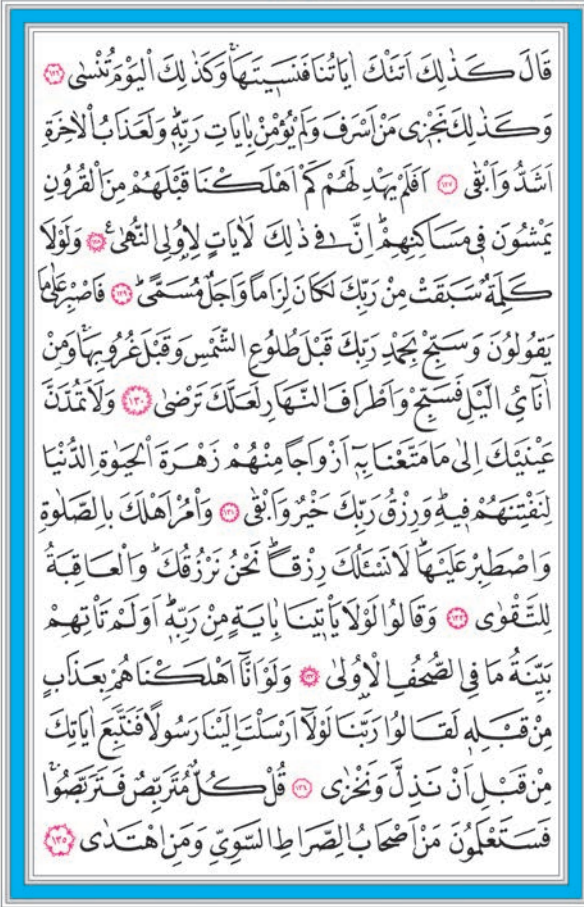 قَالَ كَذٰلِكَ اَتَتْكَ اٰيَاتُنَا فَنَسٖيتَهَاۚ وَكَذٰلِكَ الْيَوْمَ تُنْسٰى ﴿١٢٦﴾
وَكَذٰلِكَ نَجْزٖى مَنْ اَسْرَفَ وَلَمْ يُؤْمِنْ بِاٰيَاتِ رَبِّهٖۜ وَلَعَذَابُ الْاٰخِرَةِ
اَشَدُّ وَاَبْقٰى ﴿١٢٧﴾ اَفَلَمْ يَهْدِ لَهُمْ كَمْ اَهْلَكْنَا قَبْلَهُمْ مِنَ الْقُرُونِ
يَمْشُونَ فٖى مَسَاكِنِهِمْۜ اِنَّ فٖى ذٰلِكَ لَاٰيَاتٍ لِاُولِى النُّهٰىࣖ ﴿١٢٨﴾ وَلَوْلَا
كَلِمَةٌ سَبَقَتْ مِنْ رَبِّكَ لَكَانَ لِزَامًا وَاَجَلٌ مُسَمًّىۜ ﴿١٢٩﴾ فَاصْبِرْ عَلٰى مَا
يَقُولُونَ وَسَبِّحْ بِحَمْدِ رَبِّكَ قَبْلَ طُلُوعِ الشَّمْسِ وَقَبْلَ غُرُوبِهَاۚ وَمِنْ
اٰنَآئِ الَّيْلِ فَسَبِّحْ وَاَطْرَافَ النَّهَارِ لَعَلَّكَ تَرْضٰى ﴿١٣٠﴾ وَلَا تَمُدَّنَّ
عَيْنَيْكَ اِلٰى مَا مَتَّعْنَا بِهٖٓ اَزْوَاجًا مِنْهُمْ زَهْرَةَ الْحَيٰوةِ الدُّنْيَا
لِنَفْتِنَهُمْ فٖيهِۜ وَرِزْقُ رَبِّكَ خَيْرٌ وَاَبْقٰى ﴿١٣١﴾ وَأْمُرْ اَهْلَكَ بِالصَّلٰوةِ
وَاصْطَبِرْ عَلَيْهَاۜ لَا نَسْـَٔلُكَ رِزْقًاۜ نَحْنُ نَرْزُقُكَۜ وَالْعَاقِبَةُ
لِلتَّقْوٰى ﴿١٣٢﴾ وَقَالُوا لَوْلَا يَأْتٖينَا بِاٰيَةٍ مِنْ رَبِّهٖۜ اَوَلَمْ تَأْتِهِمْ
بَيِّنَةُ مَا فِى الصُّحُفِ الْاُولٰى ﴿١٣٣﴾ وَلَوْ اَنَّٓا اَهْلَكْنَاهُمْ بِعَذَابٍ
مِنْ قَبْلِهٖ لَقَالُوا رَبَّنَا لَوْلَٓا اَرْسَلْتَ اِلَيْنَا رَسُولًا فَنَتَّبِعَ اٰيَاتِكَ
مِنْ قَبْلِ اَنْ نَذِلَّ وَنَخْزٰى ﴿١٣٤﴾ قُلْ كُلٌّ مُتَرَبِّصٌ فَتَرَبَّصُواۚ
فَسَتَعْلَمُونَ مَنْ اَصْحَابُ الصِّرَاطِ السَّوِىِّ وَمَنِ اهْتَدٰى ﴿١٣٥﴾